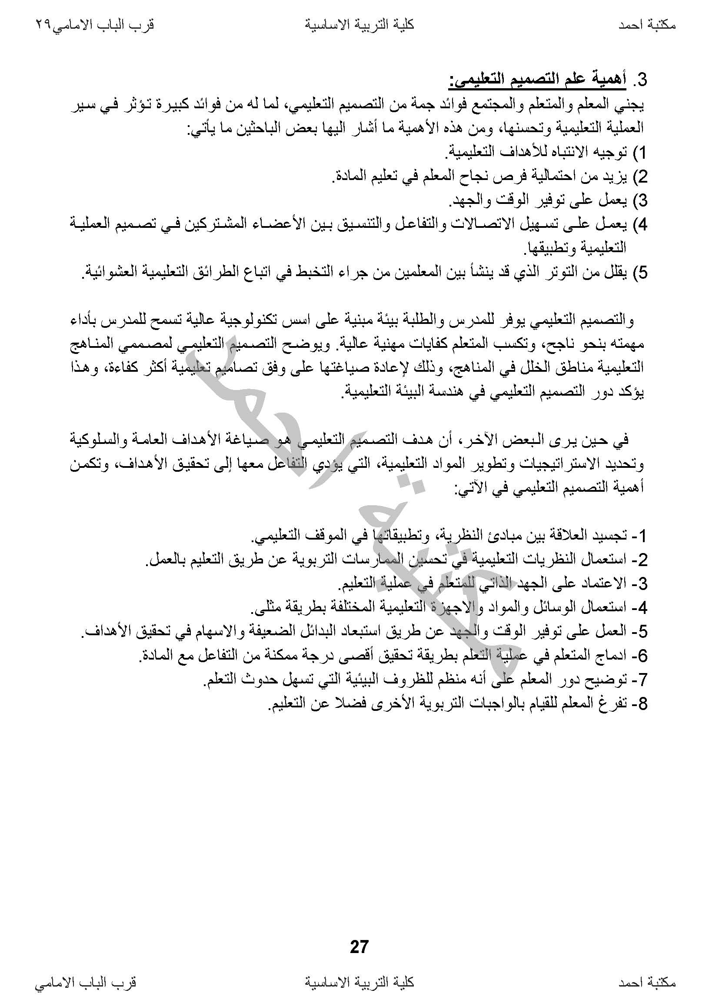 مكتبة احمد كلية التربية الاساسية قرب الباب الامامي٢٩
3. أهمية علم التصميم التعليمي:
يجني المعلم والمتعلم والمجتمع فوائد جمة من التصميم التعليمي، لما له من فوائد كبيرة تؤثر في سير
العملية التعليمية وتحسنها، ومن هذه الأهمية ما أشار اليها بعض الباحثين ما يأتي:
1) توجيه الانتباه للأهداف التعليمية.
2) يزيد من احتمالية فرص نجاح المعلم في تعليم المادة.
3) يعمل على توفير الوقت والجهد.
4) يعمل على تسهيل الاتصالات والتفاعل والتنسيق بين الأعضاء المشتركين في تصميم العملية
التعليمية وتطبيقها.
5) يقلل من التوتر الذي قد ينشأ بين المعلمين من جراء التخبط في اتباع الطرائق التعليمية العشوائية.
والتصميم التعليمي يوفر للمدرس والطلبة بيئة مبنية على اسس تكنولوجية عالية تسمح للمدرس بأداء
مهمته بنحو ناجح، وتكسب المتعلم كفايات مهنية عالية. ويوضح التصميم التعليمي لمصممي المناهج
التعليمية مناطق الخلل في المناهج، وذلك لإعادة صياغتها على وفق تصاميم تعليمية أكثر كفاءة، وهذا
يؤكد دور التصميم التعليمي في هندسة البيئة التعليمية.
في حين يرى البعض الآخر، أن هدف التصميم التعليمي هو صياغة الأهداف العامة والسلوكية
وتحديد الاستراتيجيات وتطوير المواد التعليمية، التي يؤدي التفاعل معها إلى تحقيق الأهداف، وتكمن
أهمية التصميم التعليمي في الآتي:
1- تجسيد العلاقة بين مبادئ النظرية، وتطبيقاتها في الموقف التعليمي.
2- استعمال النظريات التعليمية في تحسين الممارسات التربوية عن طريق التعليم بالعمل.
3- الاعتماد على الجهد الذاتي للمتعلم في عملية التعليم.
4- استعمال الوسائل والمواد والاجهزة التعليمية المختلفة بطريقة مثلى.
5- العمل على توفير الوقت والجهد عن طريق استبعاد البدائل الضعيفة والاسهام في تحقيق الأهداف.
6- ادماج المتعلم في عملية التعلم بطريقة تحقيق أقصى درجة ممكنة من التفاعل مع المادة.
7- توضيح دور المعلم على أنه منظم للظروف البيئية التي تسهل حدوث التعلم.
8- تفرغ المعلم للقيام بالواجبات التربوية الأخرى فضلا عن التعليم.
مكتبة احمد
27
مكتبة احمد كلية التربية الاساسية قرب الباب الامامي